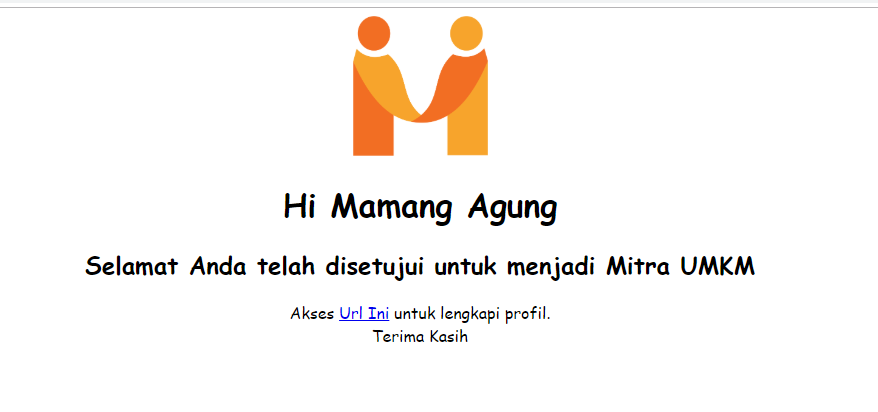 Hi Mamang Agung
Selamat Anda telah disetujui untuk menjadi Mitra UMKM
Akses Url Ini untuk lengkapi profil.
Terima Kasih